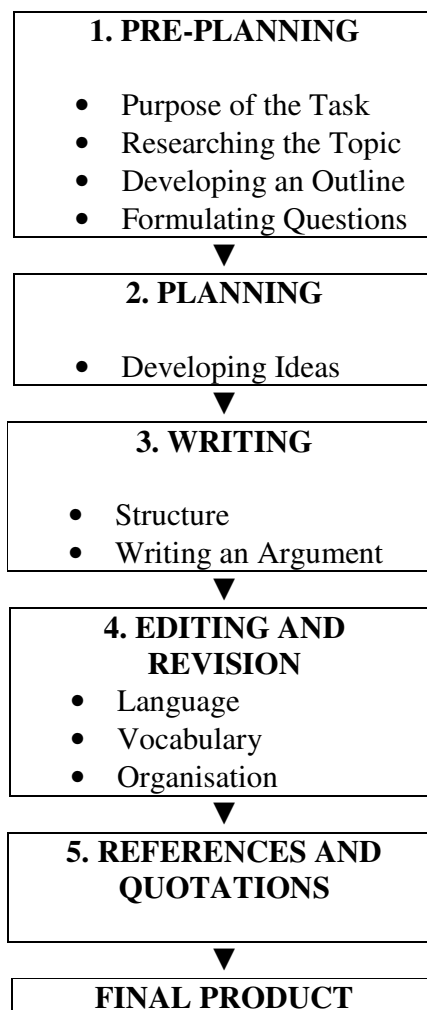 1. PRE-PLANNING
• Purpose of the Task
• Researching the Topic
• Developing an Outline
• Formulating Questions
2. PLANNING
• Developing Ideas
3. WRITING
• Structure
• Writing an Argument
4. EDITING AND
REVISION
• Language
• Vocabulary
• Organisation
5. REFERENCES AND
QUOTATIONS
FINAL PRODUCT